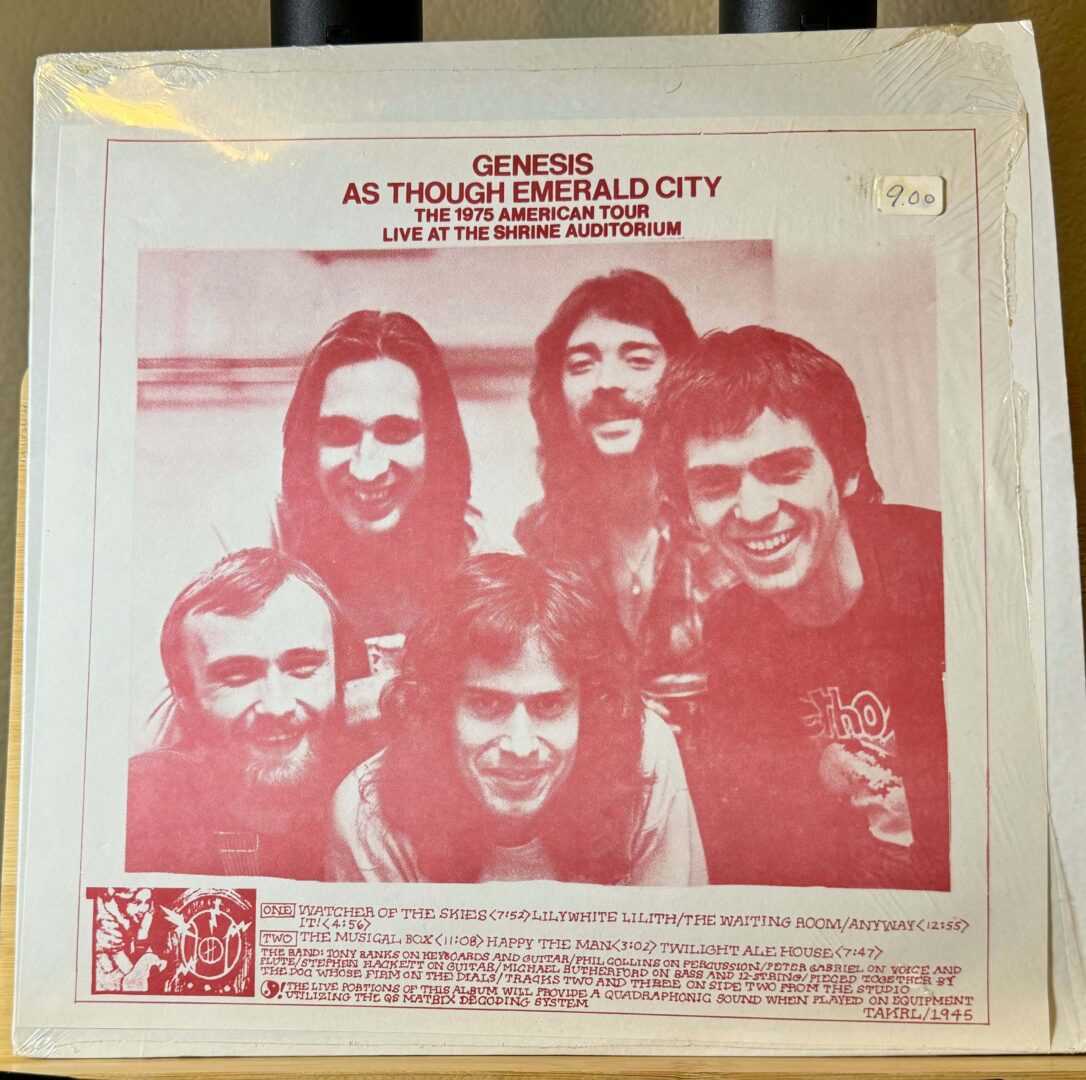 GENESIS
AS THOUGH EMERALD CITY
THE 1975 AMERICAN TOUR
LIVE AT THE SHRINE AUDITORIUM
9.00
Who
ONE WATCHER OF THE SKIES<7:52>LILYWHITE LILITH/THE WAITING ROOM/ANYWAY<12:55>
IT!<4:56>
TWO THE MUSICAL BOX<11:08>HAPPY THE MAN<3:02>TWILIGHT ALE HOUSE<7:47>
THE BAND: TONY BANKS ON KEYBOARDS AND GUITAR/PHIL COLLINS ON PERCUSSION/PETER GABRIEL ON VOICE AND
FLUTE/STEPHEN HACKETT ON GUITAR/MICHAEL RUTHERFORD ON BASS AND 12-STRING/PIECED TOGETHER BY
THE DOG WHOSE FIRM ON THE DIALS/TRACKS TWO AND THREE ON SIDE TWO FROM THE STUDIO
THE LIVE PORTIONS OF THIS ALBUM WILL PROVIDE A QUADRAPHONIC SOUND WHEN PLAYED ON EQUIPMENT
UTILIZING THE QS MATRIX DECODING SYSTEM
TAKRL/1945